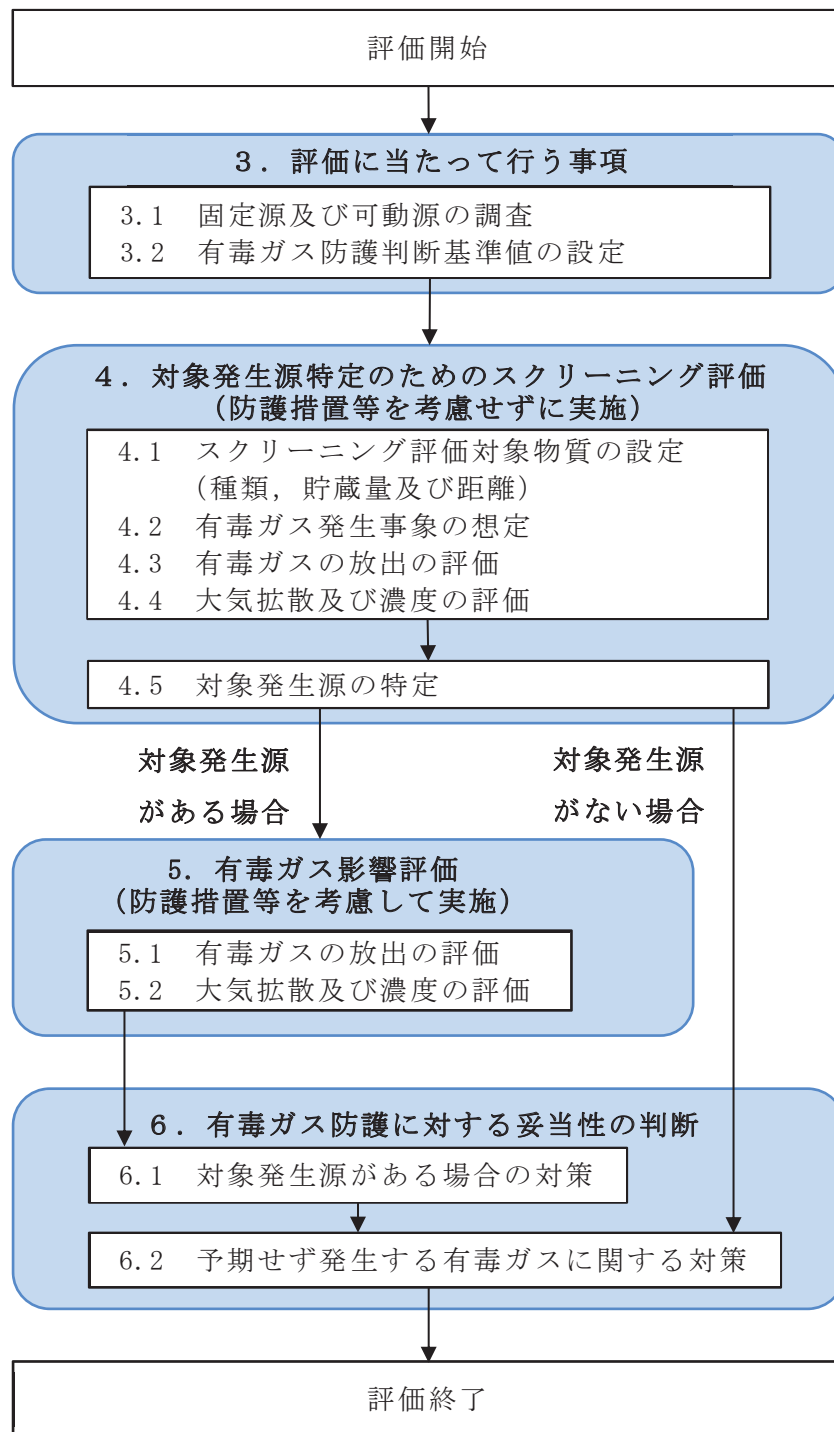 評価開始
３．評価に当たって行う事項
3.1 固定源及び可動源の調査
3.2 有毒ガス防護判断基準値の設定
４．対象発生源特定のためのスクリーニング評価
（防護措置等を考慮せずに実施）
4.1 スクリーニング評価対象物質の設定
（種類，貯蔵量及び距離）
4.2 有毒ガス発生事象の想定
4.3 有毒ガスの放出の評価
4.4 大気拡散及び濃度の評価
4.5 対象発生源の特定
対象発生源
がある場合
対象発生源
がない場合
5．有毒ガス影響評価
（防護措置等を考慮して実施）
5.1 有毒ガスの放出の評価
5.2 大気拡散及び濃度の評価
６．有毒ガス防護に対する妥当性の判断
6.1 対象発生源がある場合の対策
6.2 予期せず発生する有毒ガスに関する対策
評価終了